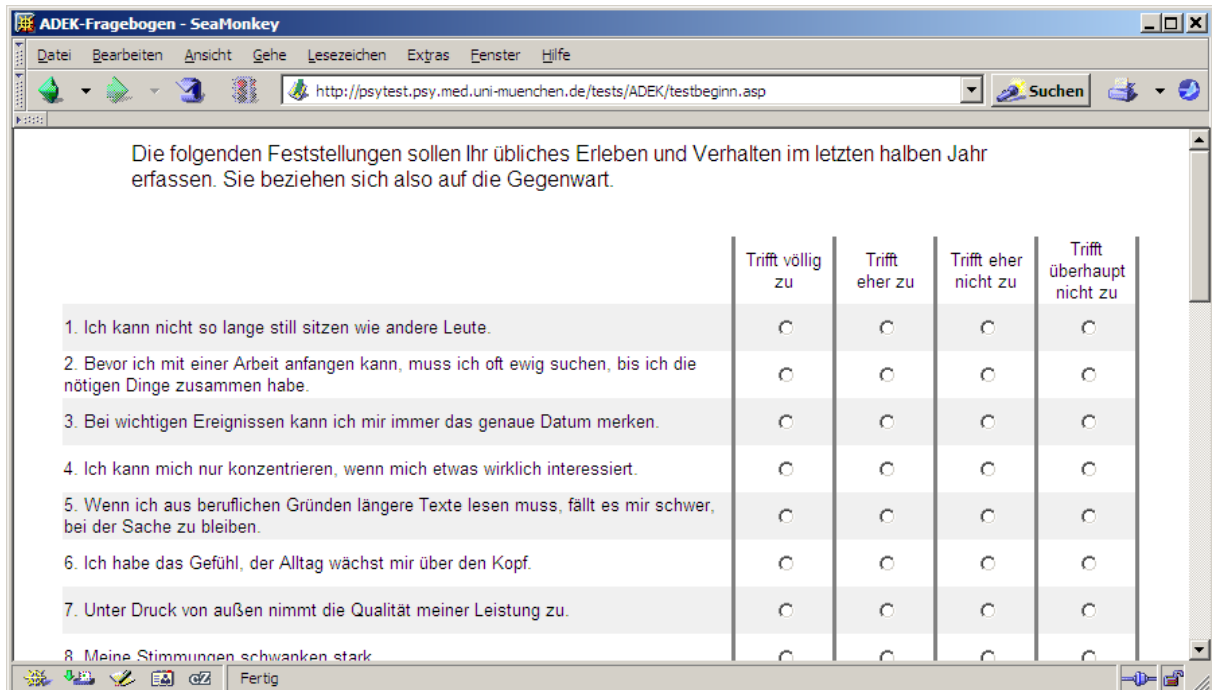 ADEK-Fragebogen - SeaMonkey
Datei Bearbeiten Ansicht Gehe Lesezeichen Extras Fenster Hilfe
http://psytest.psy.med.uni-muenchen.de/tests/ADEK/testbeginn.asp Suchen
Die folgenden Feststellungen sollen Ihr übliches Erleben und Verhalten im letzten halben Jahr
erfassen. Sie beziehen sich also auf die Gegenwart.
Trifft völlig
zu
Trifft
eher zu
Trifft eher
nicht zu
Trifft
überhaupt
nicht zu
1. Ich kann nicht so lange still sitzen wie andere Leute.
2. Bevor ich mit einer Arbeit anfangen kann, muss ich oft ewig suchen, bis ich die
nötigen Dinge zusammen habe.
3. Bei wichtigen Ereignissen kann ich mir immer das genaue Datum merken.
4. Ich kann mich nur konzentrieren, wenn mich etwas wirklich interessiert.
5. Wenn ich aus beruflichen Gründen längere Texte lesen muss, fällt es mir schwer,
bei der Sache zu bleiben.
6. Ich habe das Gefühl, der Alltag wächst mir über den Kopf.
7. Unter Druck von außen nimmt die Qualität meiner Leistung zu.
8. Meine Stimmungen schwanken stark
cZ Fertig